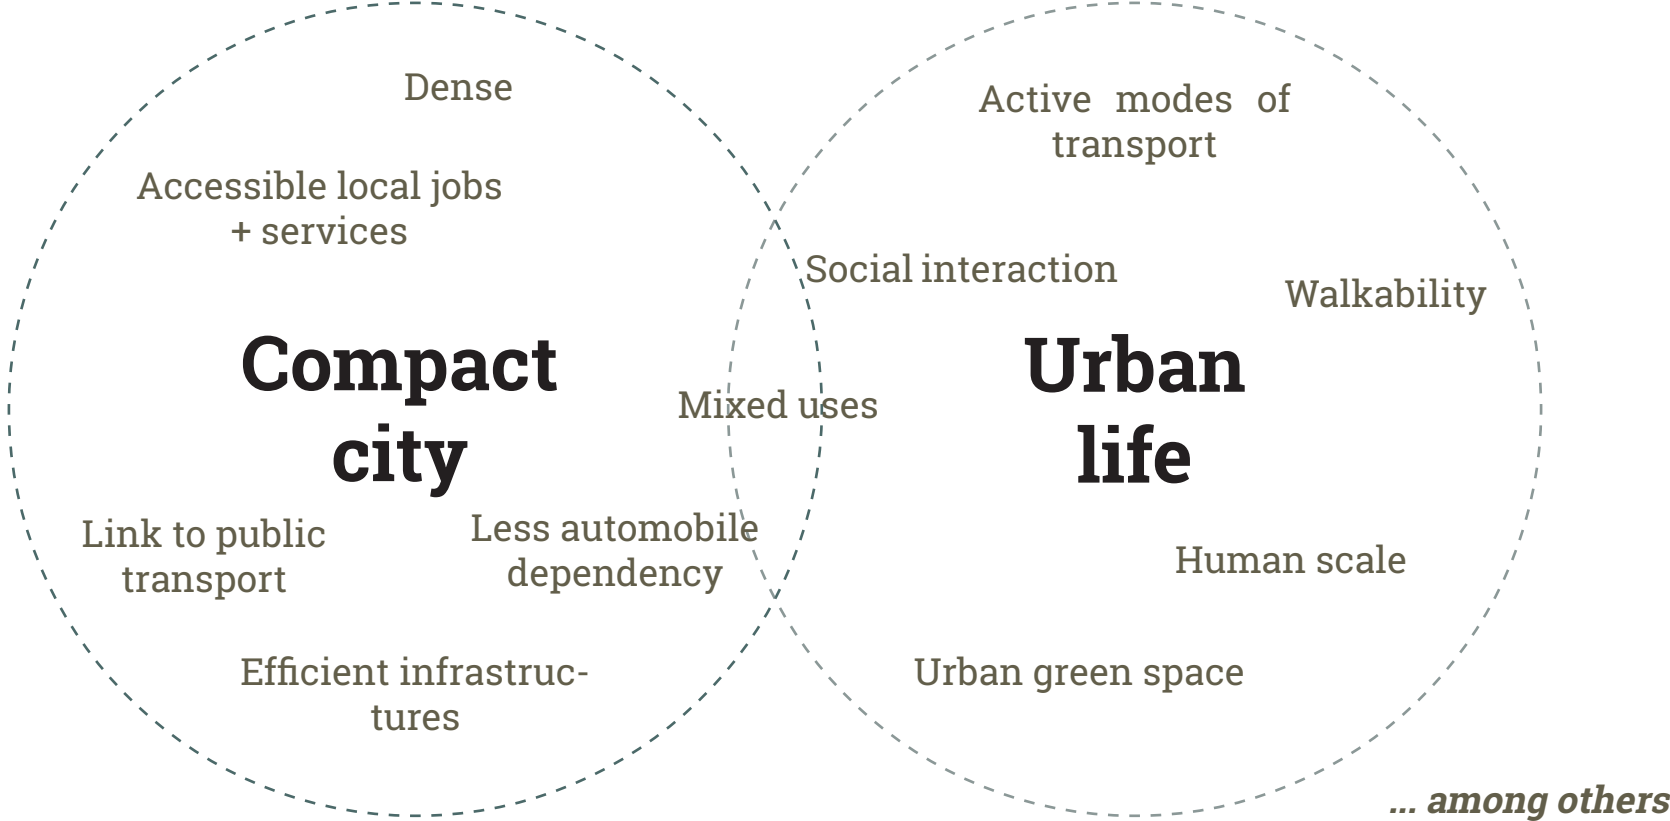 Dense
Active modes of
transport
Accessible local jobs
+ services
Social interaction
Walkability
Compact
city
Urban
life
Mixed uses
Link to public
transport
Less automobile
dependency
Human scale
Efficient infrastruc-
tures
Urban green space
... among others